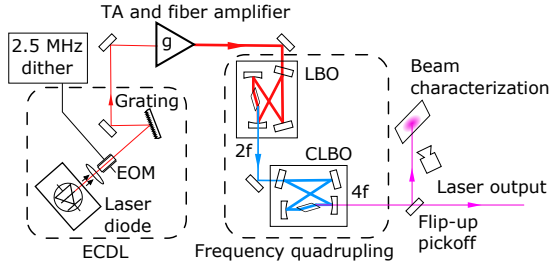 TA and fiber amplifier
g
2.5 MHz
dither
Grating
EOM
Laser
diode
ECDL
LBO
2f
CLBO
4f
Frequency quadrupling
Beam
characterization
Laser output
Flip-up
pickoff